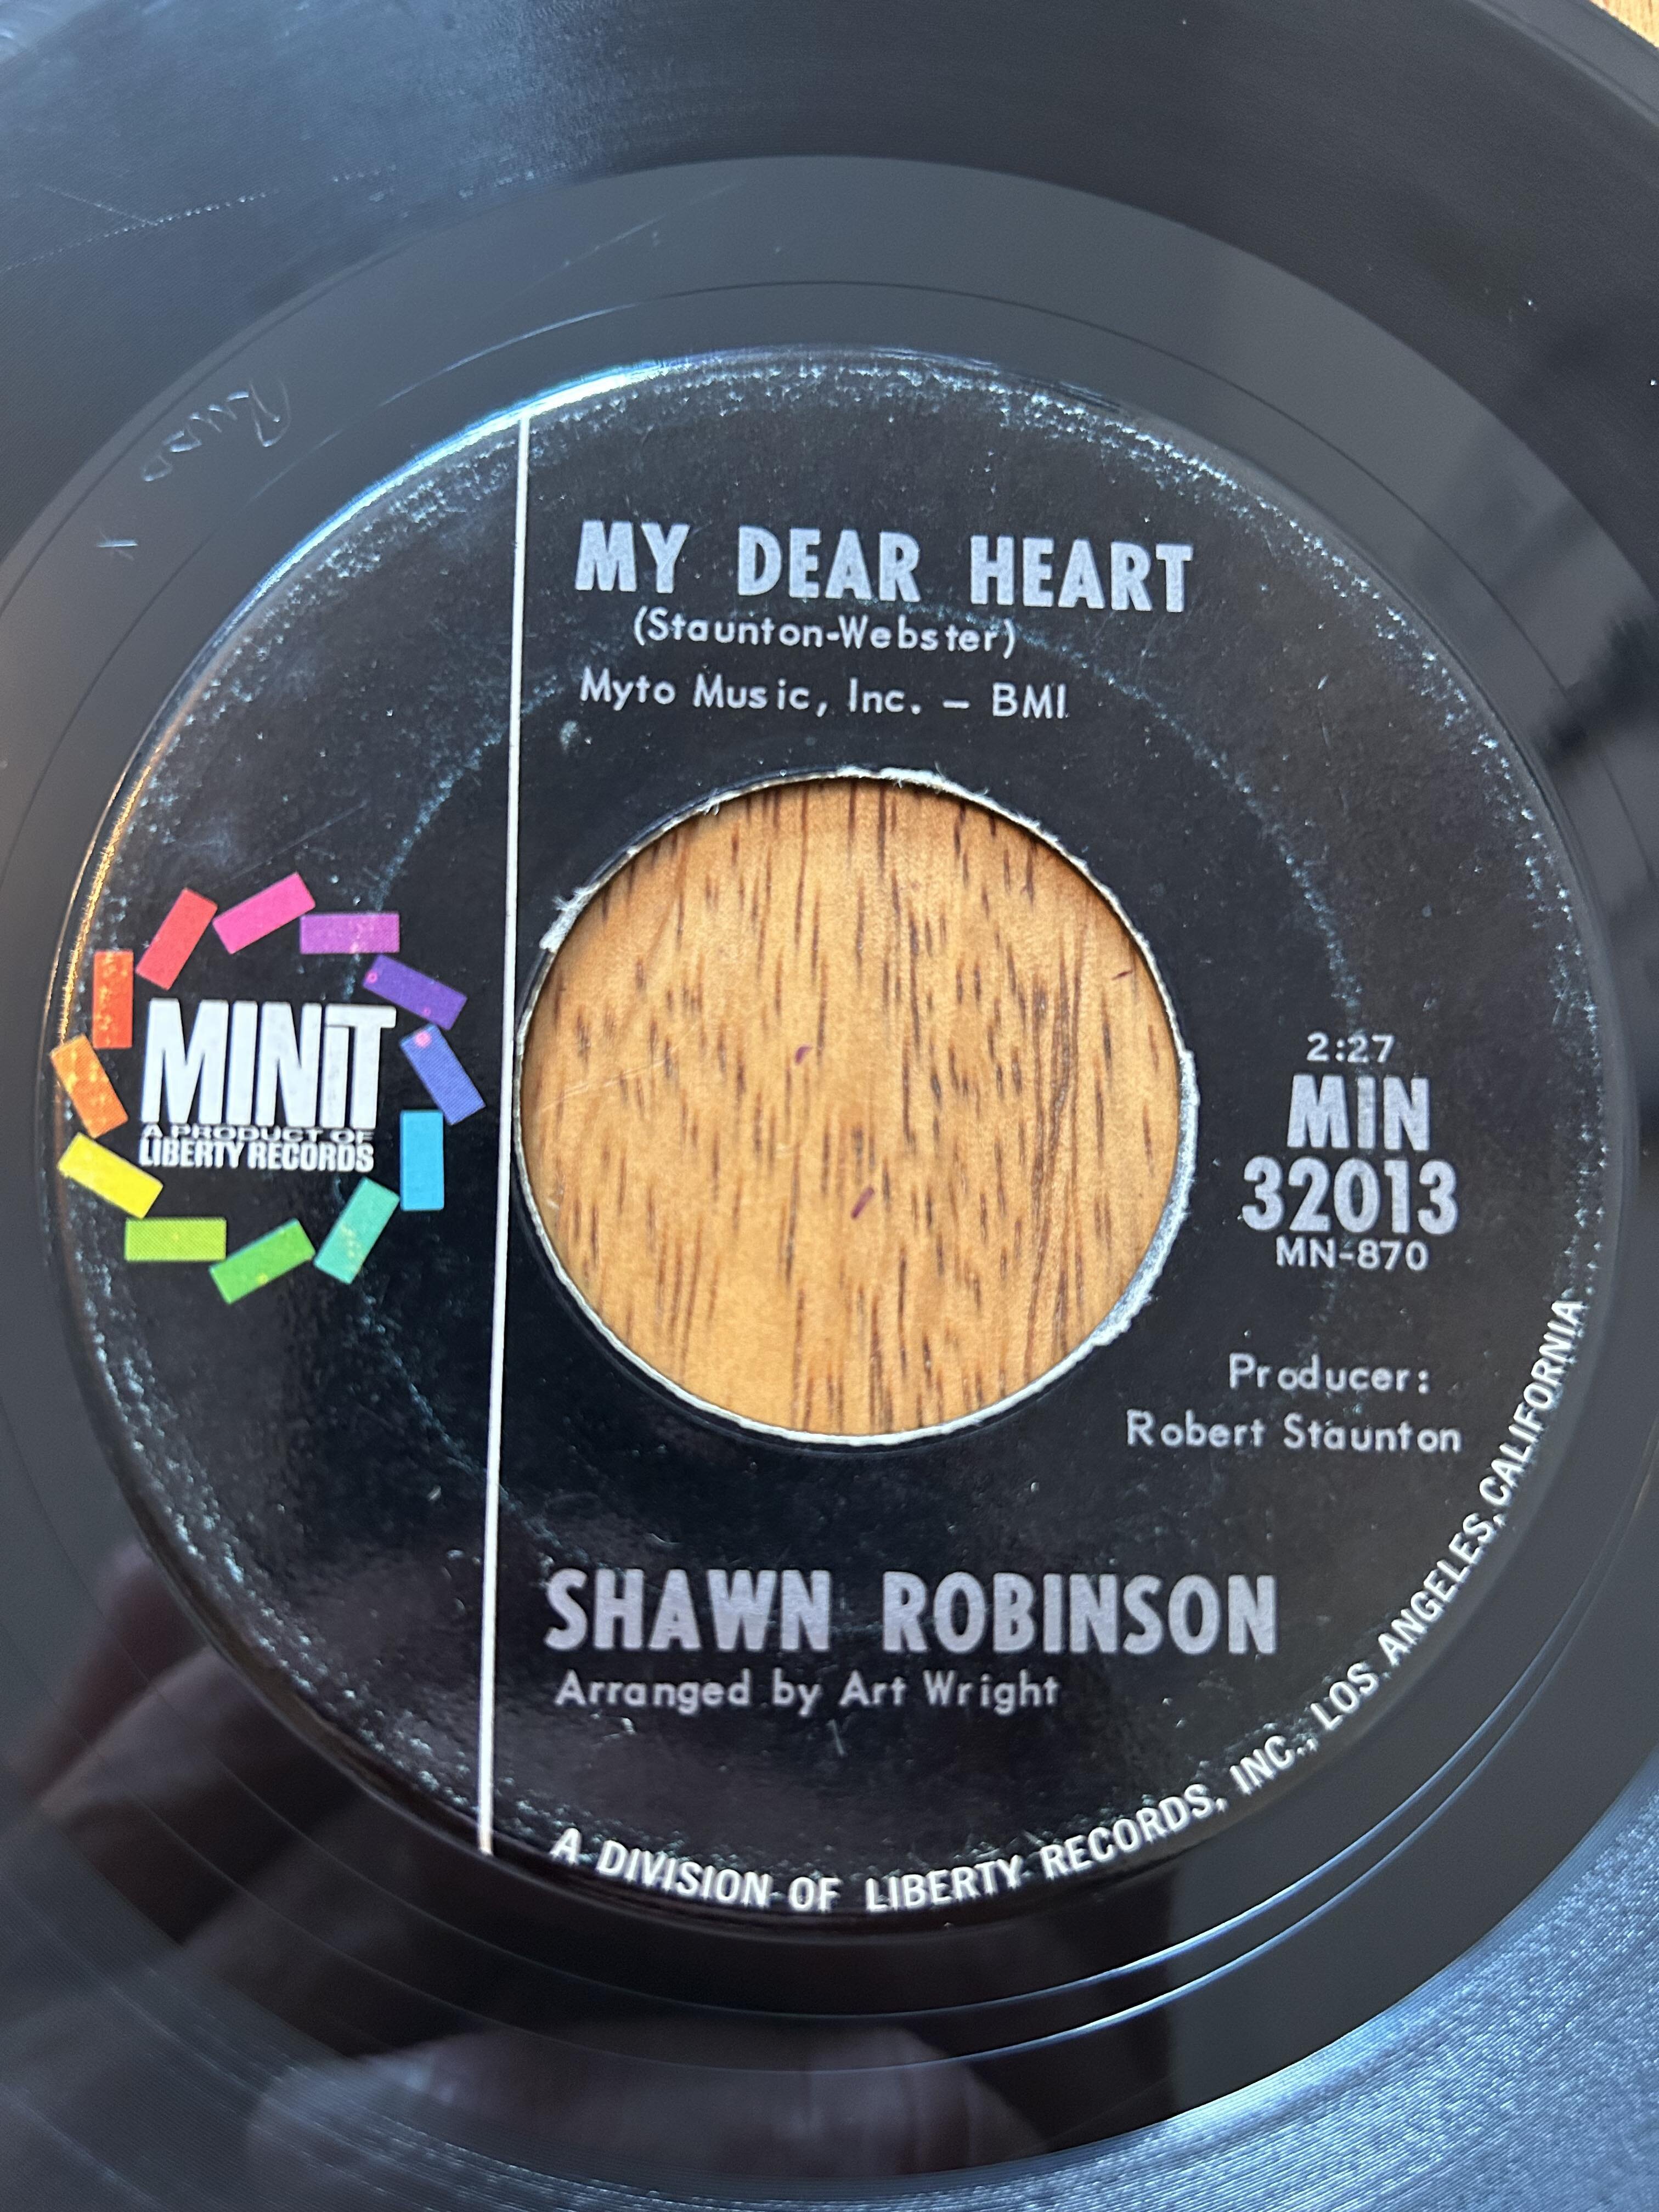 MY DEAR HEART
(Staunton-Webster)
Myto Music, Inc. — BMI
MINIT
A PRODUCT OF
LIBERTY RECORDS
2:27
MIN
32013
MN-870
Producer:
Robert Staunton
SHAWN ROBINSON
Arranged by Art Wright
A DIVISION OF LIBERTY RECORDS, INC., LOS ANGELES, CALIFORNIA